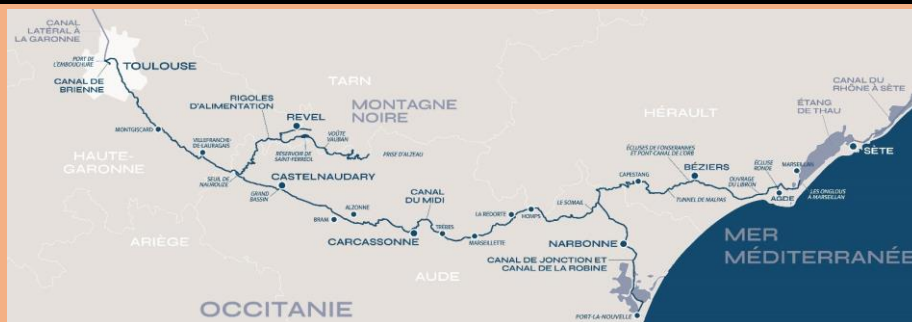 CANAL
LATÉRAL À
LA GARONNE
PORT DE
L'EMBOUCHURE
TOULOUSE
CANAL DE
BRIENNE
MONTGISCARD
VILLEFRANCHE-
DE-LAURAGAIS
HAUTE-
GARONNE
SEUIL DE
NAUROUZE
ARIÈGE
TARN
RIGOLES
D'ALIMENTATION
REVEL
MONTAGNE
NOIRE
VOÛTE
VAUBAN
RÉSERVOIR DE
SAINT-FERRÉOL
PRISE D'ALZEAU
CASTELNAUDARY
GRAND
BASSIN
BRAM
ALZONNE
CARCASSONNE
CANAL
DU MIDI
TRÈBES
MARSEILLETTE
LA REDORTE
HOMPS
LE SOMAIL
AUDE
OCCITANIE
NARBONNE
CANAL DE JONCTION ET
CANAL DE LA ROBINE
PORT-LA-NOUVELLE
HÉRAULT
CAPESTANG
ÉCLUSES DE FONSERANNES
ET PONT-CANAL DE L'ORB
BÉZIERS
TUNNEL DE MALPAS
OUVRAGE
DU LIBRON
ÉCLUSE
RONDE
AGDE
MARSEILLAN
LES ONGLOUS
À MARSEILLAN
ÉTANG
DE THAU
CANAL DU
RHÔNE À SÈTE
SÈTE
MER
MÉDITERRANÉE